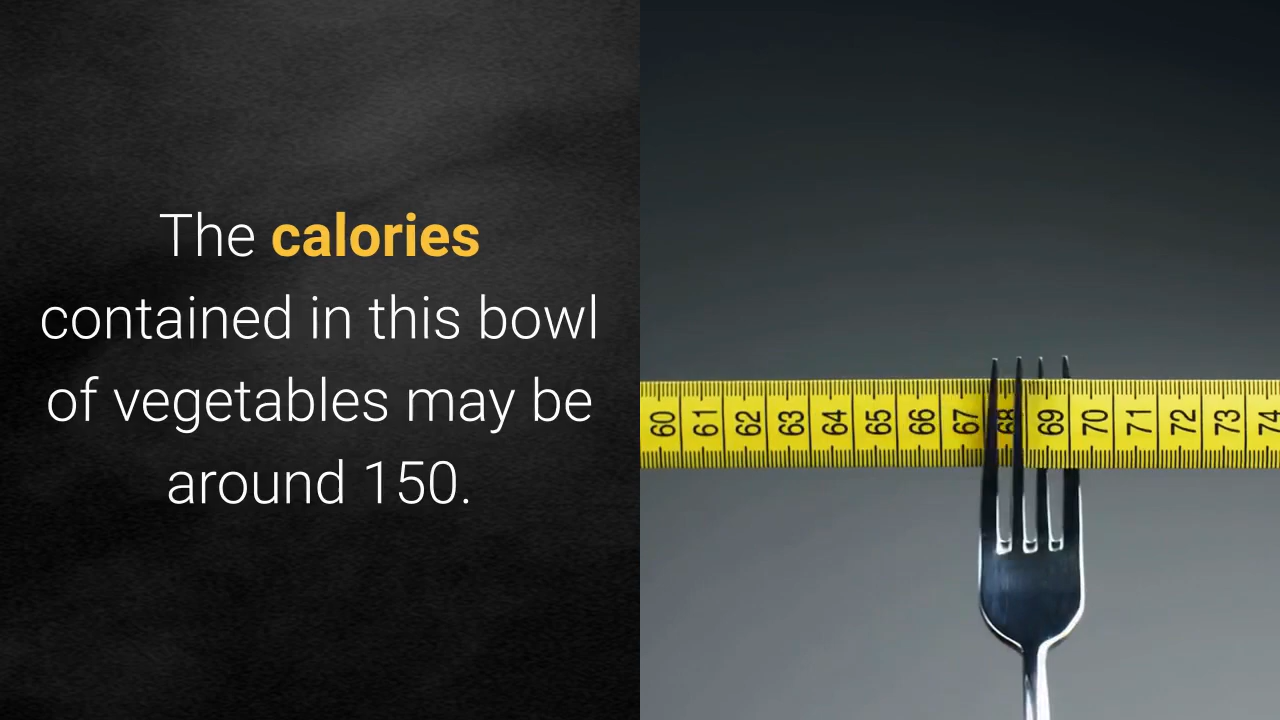 The calories
contained in this bowl
of vegetables may be
around 150.
60 61 62 63 64 65 66 67 68 69 70 71 72 73 74